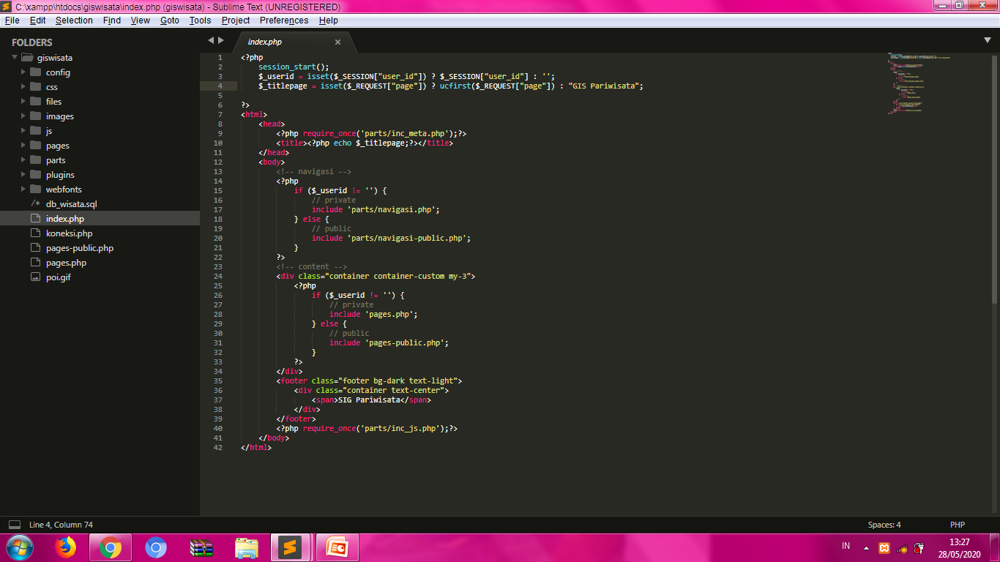 C:\xampp\htdocs\giswisata\index.php (giswisata) - Sublime Text (UNREGISTERED)
File Edit Selection Find View Goto Tools Project Preferences Help
FOLDERS
giswisata
config
css
files
images
js
pages
parts
plugins
webfonts
/* db_wisata.sql
index.php
koneksi.php
pages-public.php
pages.php
poi.gif
index.php
1 <?php
2 session_start();
3 $_userid = isset($_SESSION["user_id"]) ? $_SESSION["user_id"] : '';
4 $_titlepage = isset($_REQUEST["page"]) ? ucfirst($_REQUEST["page"]) : "GIS Pariwisata";
5
6 ?>
7 <html>
8 <head>
9 <?php require_once('parts/inc_meta.php');?>
10 <title><?php echo $_titlepage;?></title>
11 </head>
12 <body>
13 <!-- navigasi -->
14 <?php
15 if ($_userid != '') {
16 // private
17 include 'parts/navigasi.php';
18 } else {
19 // public
20 include 'parts/navigasi-public.php';
21 }
22 ?>
23 <!-- content -->
24 <div class="container container-custom my-3">
25 <?php
26 if ($_userid != '') {
27 // private
28 include 'pages.php';
29 } else {
30 // public
31 include 'pages-public.php';
32 }
33 ?>
34 </div>
35 <footer class="footer bg-dark text-light">
36 <div class="container text-center">
37 <span>SIG Pariwisata</span>
38 </div>
39 </footer>
40 <?php require_once('parts/inc_js.php');?>
41 </body>
42 </html>
Line 4, Column 74
Spaces: 4
PHP
IN
13:27
28/05/2020